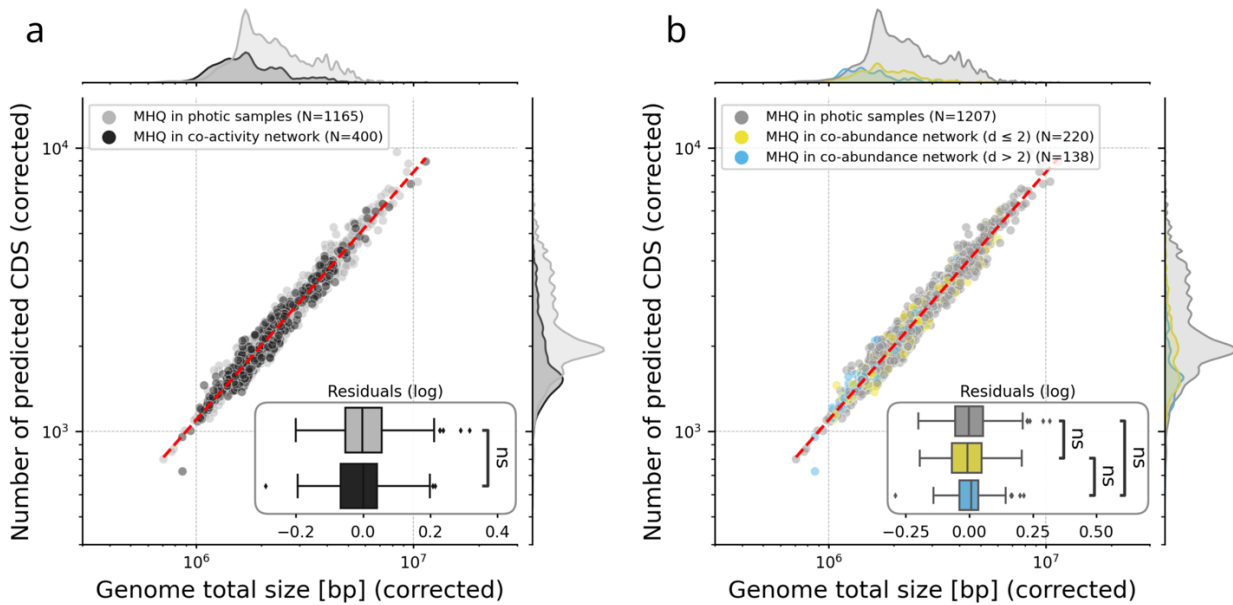 a
MHQ in photic samples (N=1165)
MHQ in co-activity network (N=400)
Number of predicted CDS (corrected)
10⁴
10³
Residuals (log)
ns
−0.2 0.0 0.2 0.4
10⁶ 10⁷
Genome total size [bp] (corrected)
b
MHQ in photic samples (N=1207)
MHQ in co-abundance network (d ≤ 2) (N=220)
MHQ in co-abundance network (d > 2) (N=138)
Number of predicted CDS (corrected)
10⁴
10³
Residuals (log)
ns
ns
ns
−0.25 0.00 0.25 0.50
10⁶ 10⁷
Genome total size [bp] (corrected)